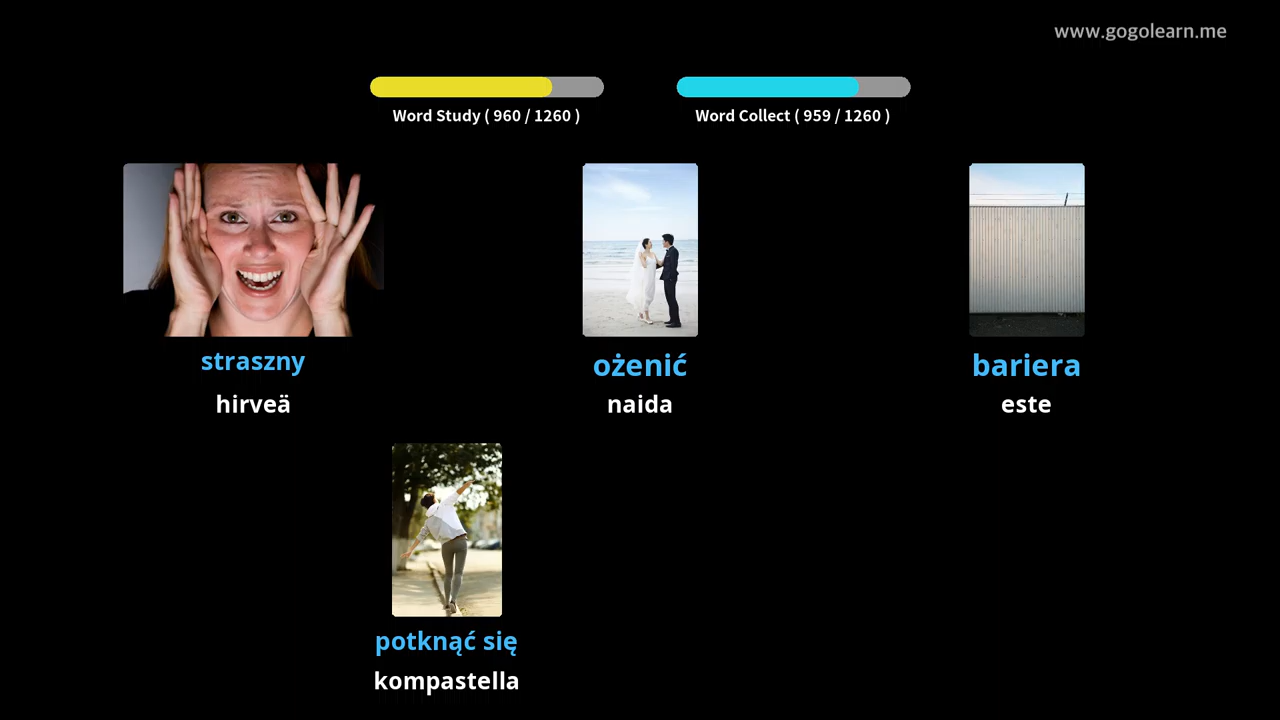 www.gogolearn.me
Word Study ( 960 / 1260 )
Word Collect ( 959 / 1260 )
straszny
ożenić
bariera
hirveä
naida
este
potknąć się
kompastella